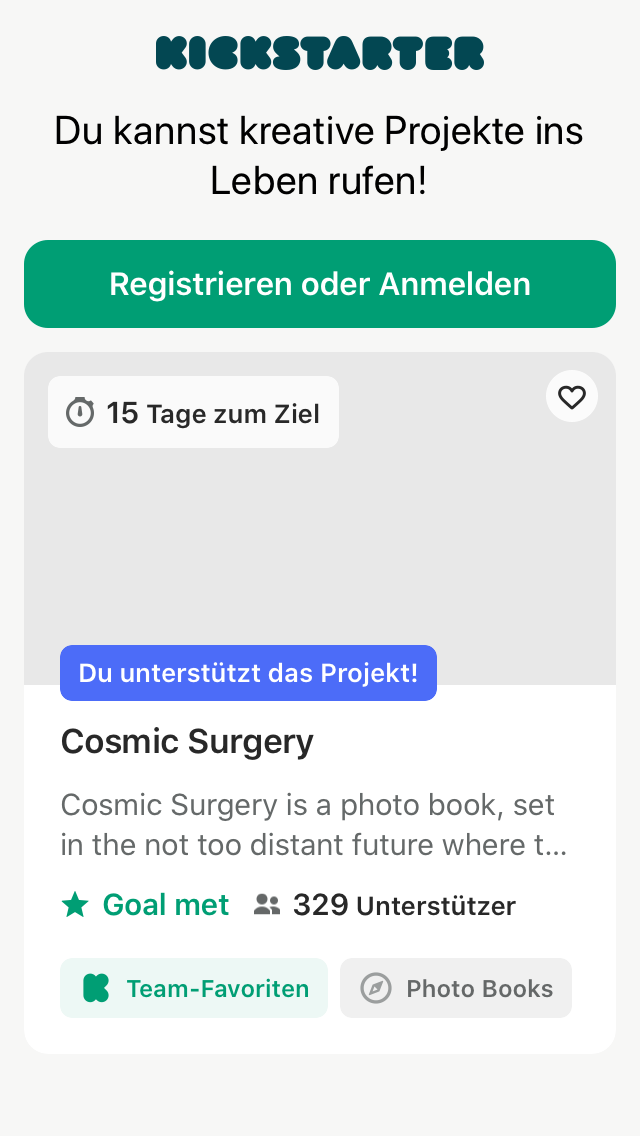 KICKSTARTER
Du kannst kreative Projekte ins
Leben rufen!
Registrieren oder Anmelden
15 Tage zum Ziel
Du unterstützt das Projekt!
Cosmic Surgery
Cosmic Surgery is a photo book, set
in the not too distant future where t...
Goal met 329 Unterstützer
Team-Favoriten Photo Books